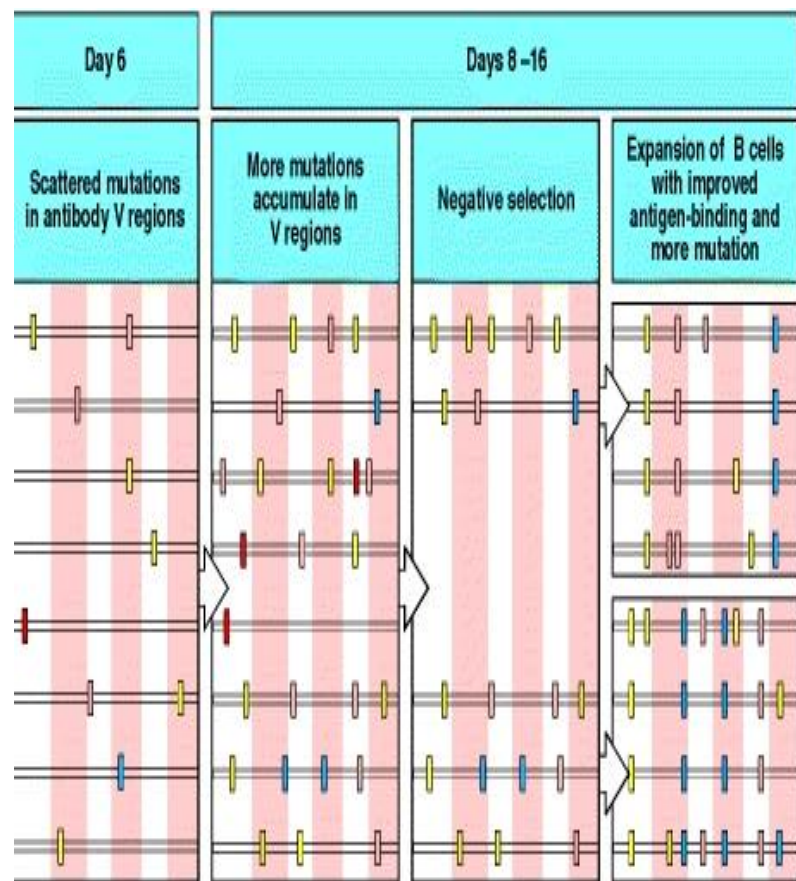 Day 6
Days 8 –16
Scattered mutations
in antibody V regions
More mutations
accumulate in
V regions
Negative selection
Expansion of B cells
with improved
antigen-binding and
more mutation